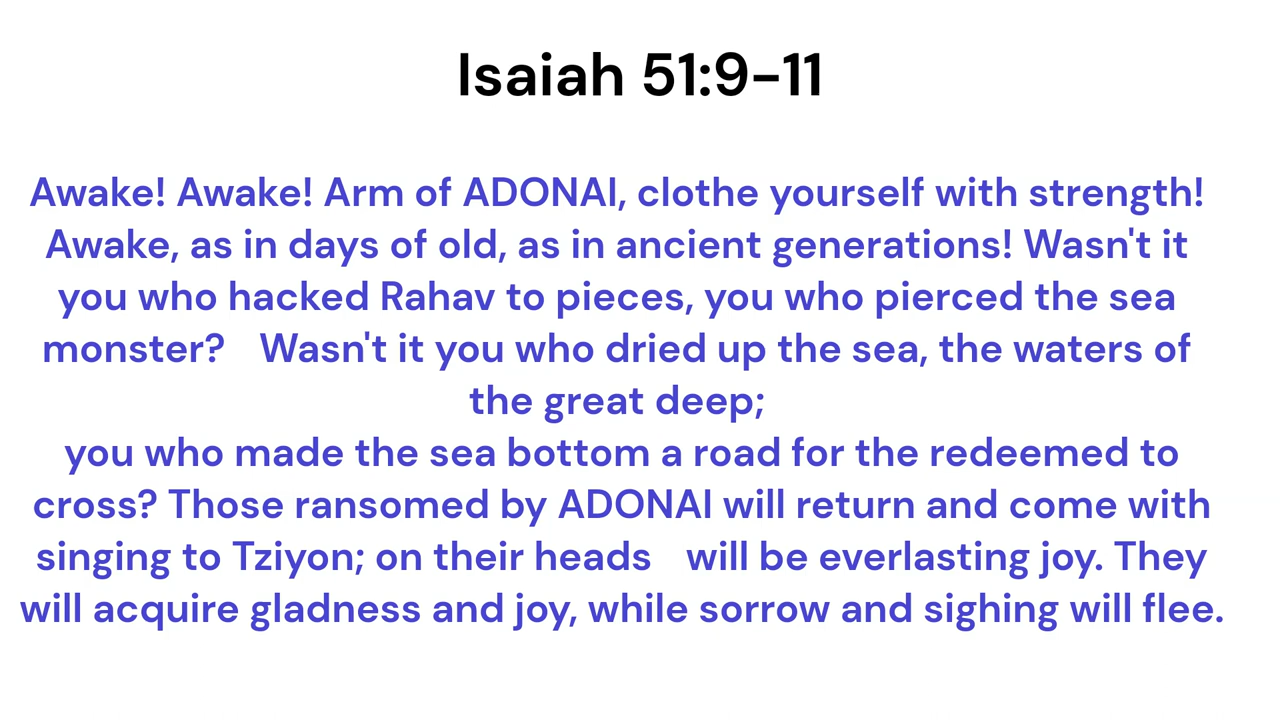 Isaiah 51:9-11
Awake! Awake! Arm of ADONAI, clothe yourself with strength!
Awake, as in days of old, as in ancient generations! Wasn't it
you who hacked Rahav to pieces, you who pierced the sea
monster?   Wasn't it you who dried up the sea, the waters of
the great deep;
you who made the sea bottom a road for the redeemed to
cross? Those ransomed by ADONAI will return and come with
singing to Tziyon; on their heads   will be everlasting joy. They
will acquire gladness and joy, while sorrow and sighing will flee.